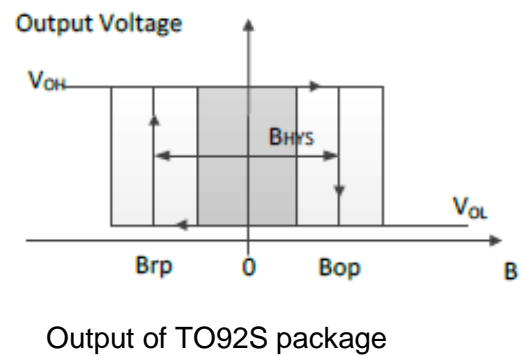 Output Voltage
VOH
BHYS
VOL
Brp 0 Bop B
Output of TO92S package